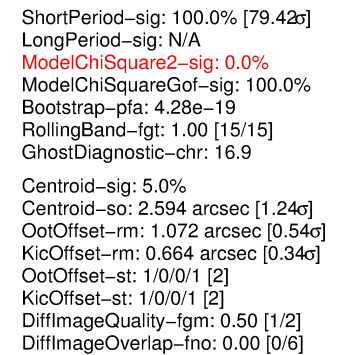 ShortPeriod−sig: 100.0% [79.42σ]
LongPeriod−sig: N/A
ModelChiSquare2−sig: 0.0%
ModelChiSquareGof−sig: 100.0%
Bootstrap−pfa: 4.28e−19
RollingBand−fgt: 1.00 [15/15]
GhostDiagnostic−chr: 16.9
Centroid−sig: 5.0%
Centroid−so: 2.594 arcsec [1.24σ]
OotOffset−rm: 1.072 arcsec [0.54σ]
KicOffset−rm: 0.664 arcsec [0.34σ]
OotOffset−st: 1/0/0/1 [2]
KicOffset−st: 1/0/0/1 [2]
DiffImageQuality−fgm: 0.50 [1/2]
DiffImageOverlap−fno: 0.00 [0/6]